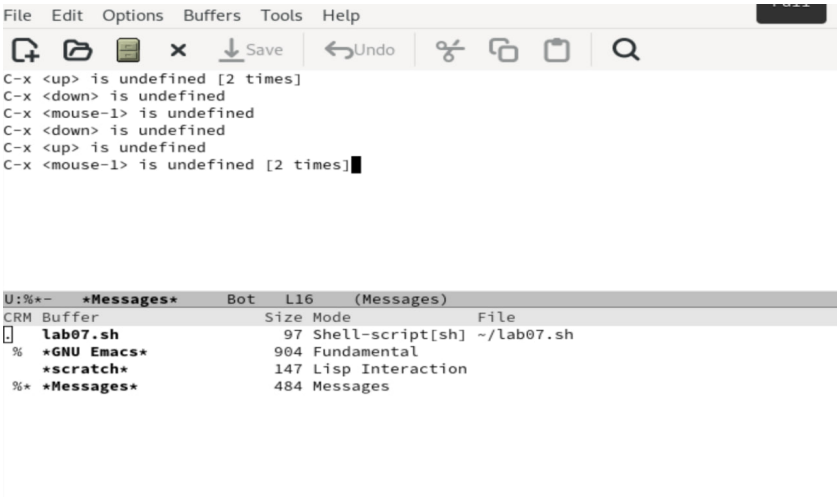 File Edit Options Buffers Tools Help
Save Undo
C-x <up> is undefined [2 times]
C-x <down> is undefined
C-x <mouse-1> is undefined
C-x <down> is undefined
C-x <up> is undefined
C-x <mouse-1> is undefined [2 times]
U:%*- *Messages* Bot L16 (Messages)
CRM Buffer Size Mode File
. lab07.sh 97 Shell-script[sh] ~/lab07.sh
% *GNU Emacs* 904 Fundamental
*scratch* 147 Lisp Interaction
%* *Messages* 484 Messages